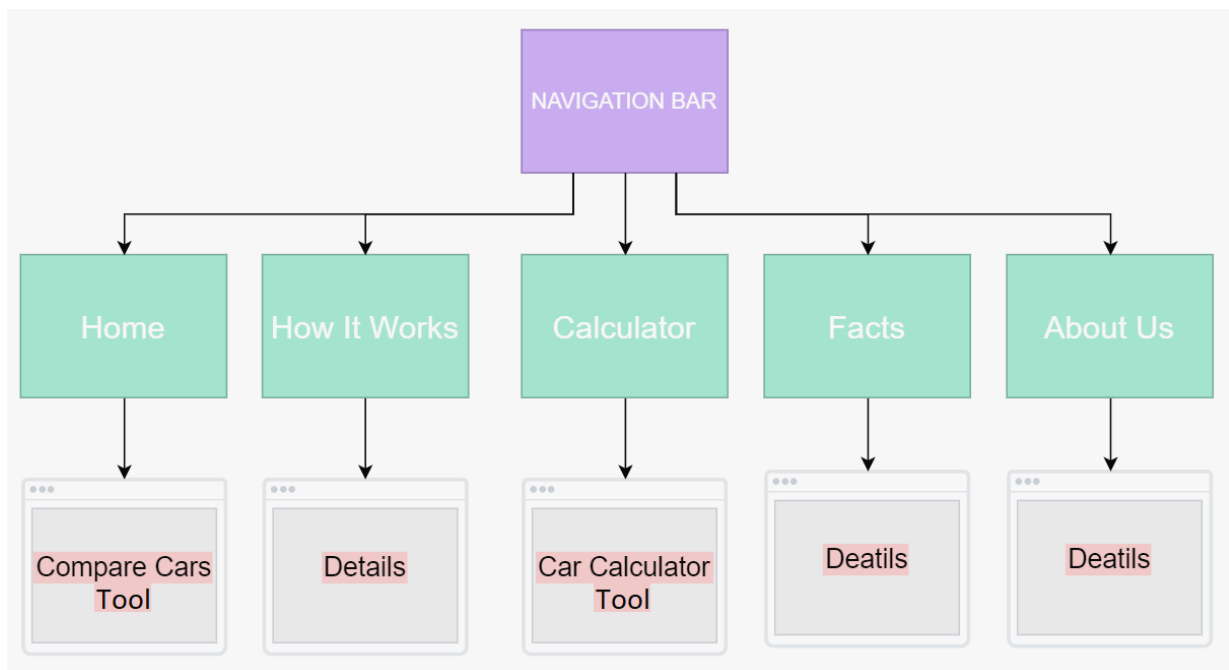 NAVIGATION BAR
Home
How It Works
Calculator
Facts
About Us
Compare Cars
Tool
Details
Car Calculator
Tool
Deatils
Deatils